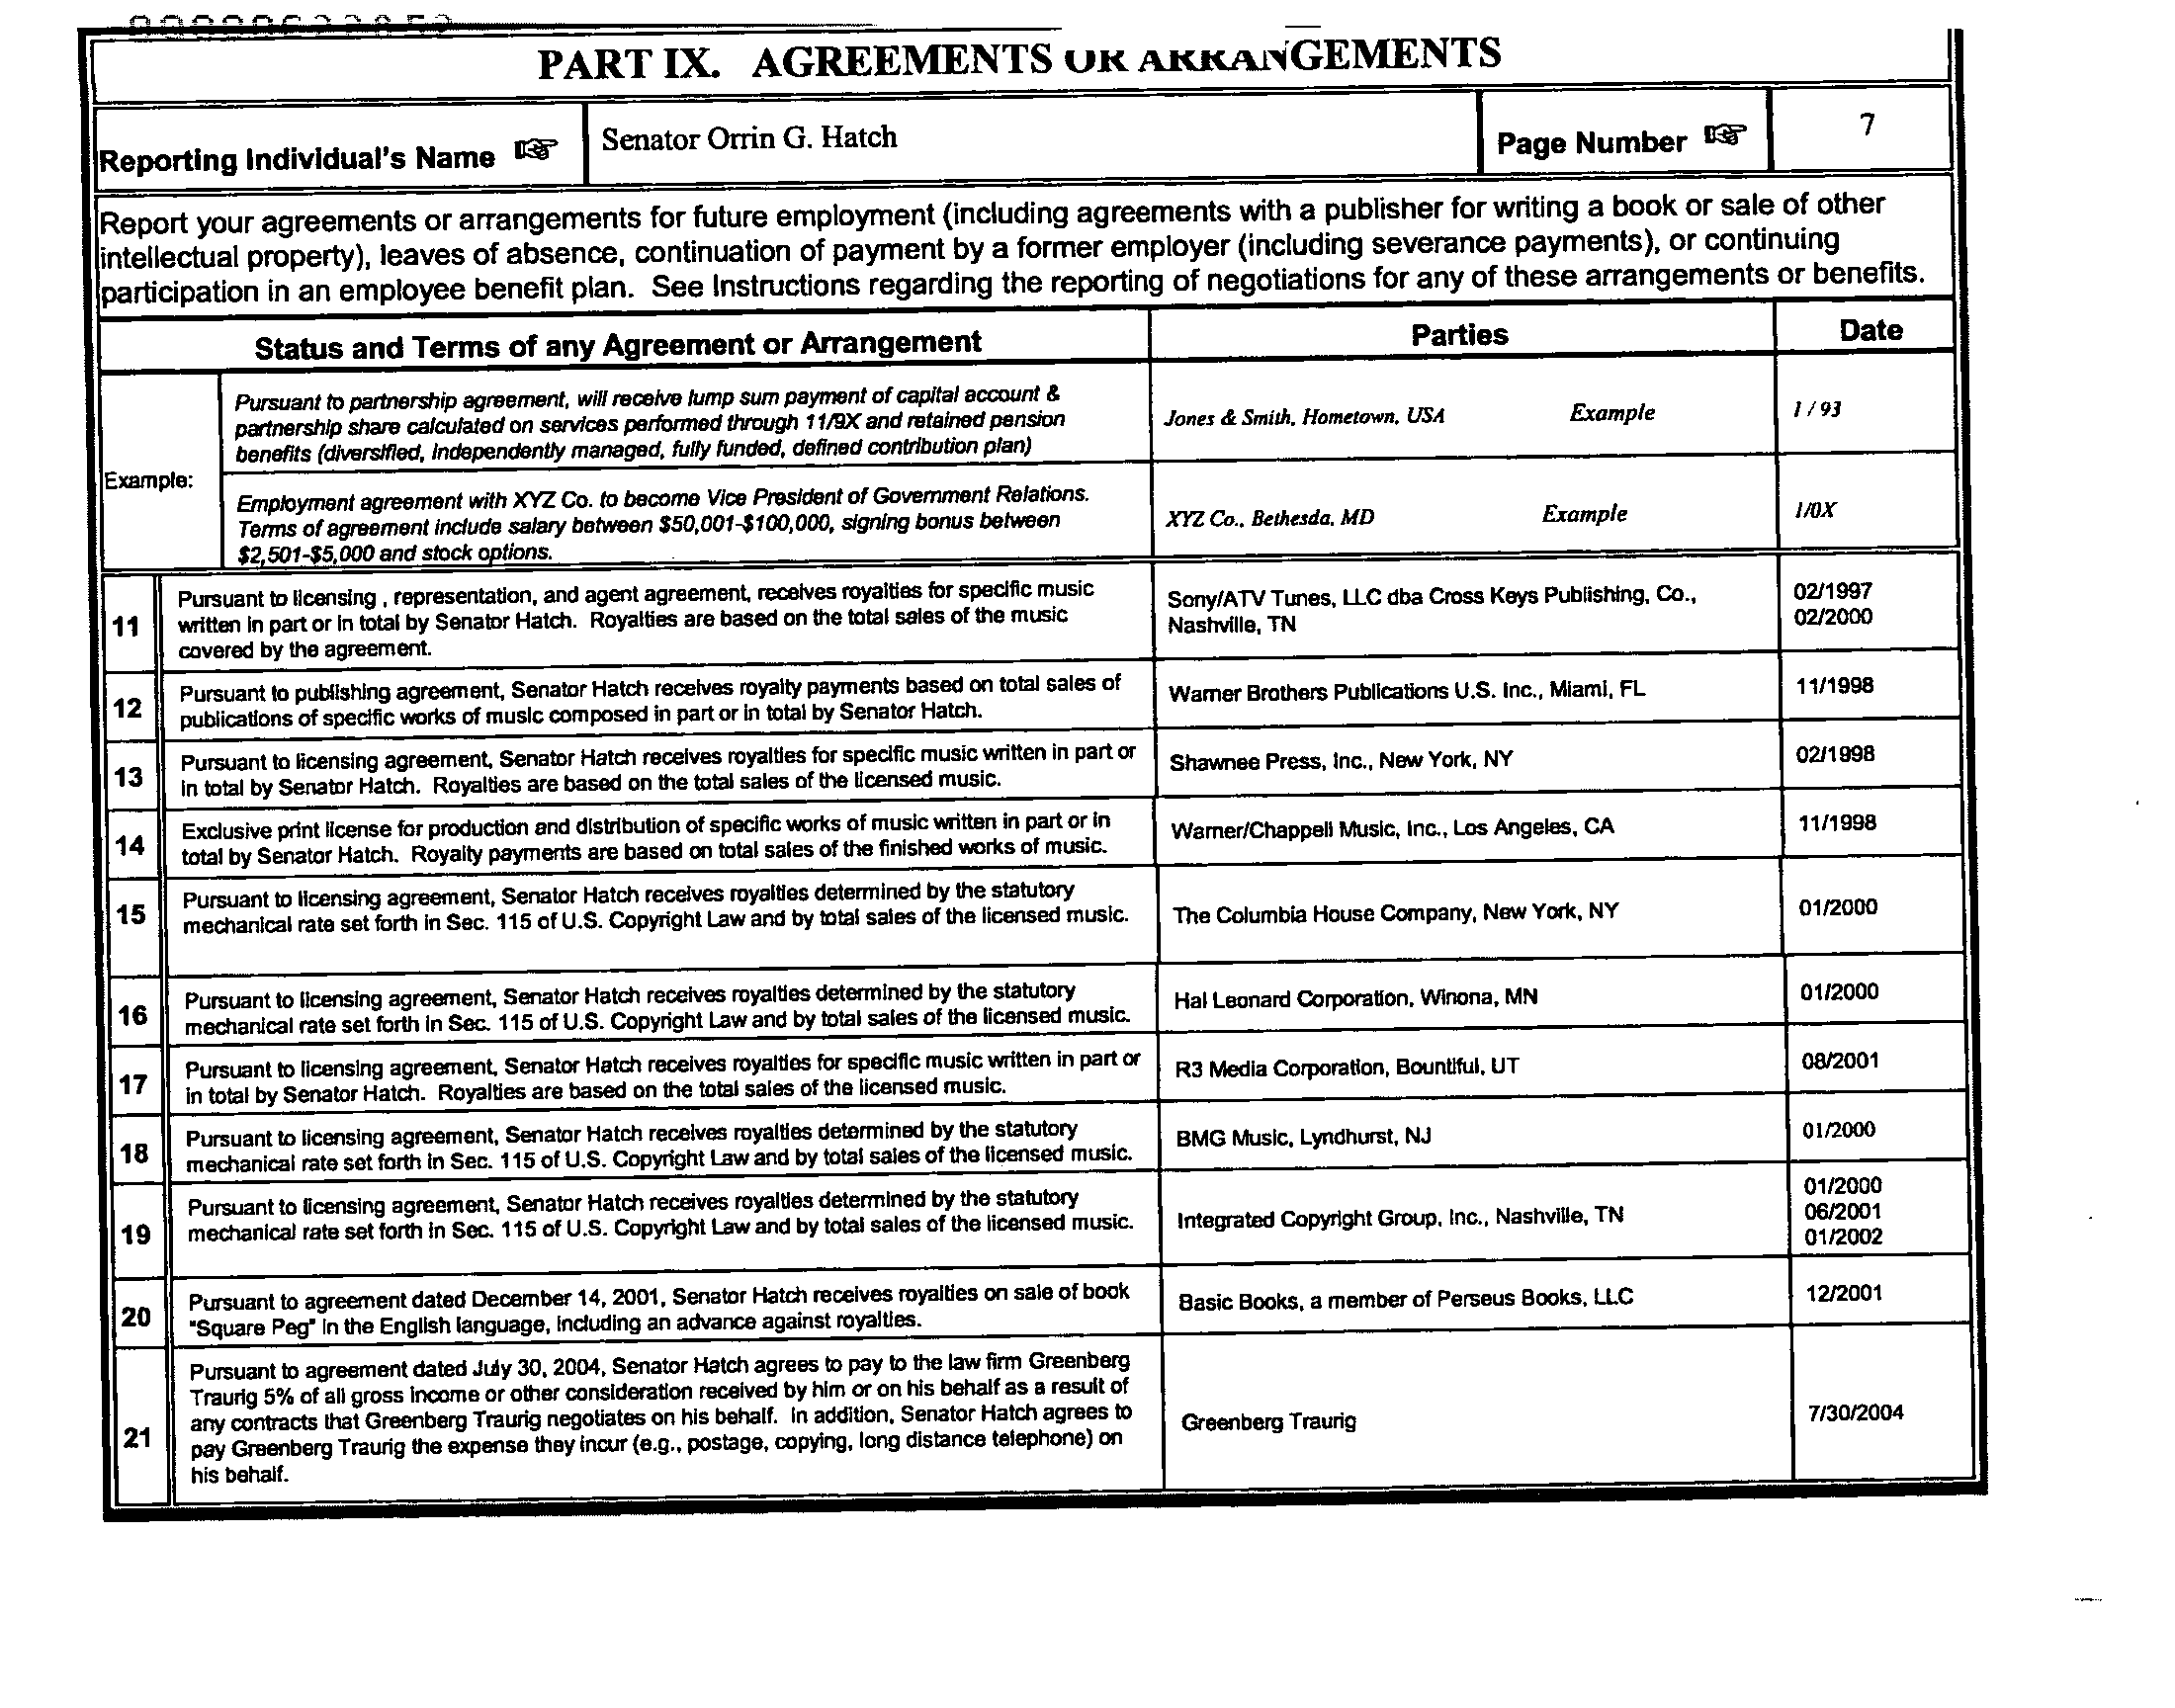 PART IX. AGREEMENTS OR ARRANGEMENTS
Reporting Individual's Name
Senator Orrin G. Hatch
Page Number
7
Report your agreements or arrangements for future employment (including agreements with a publisher for writing a book or sale of other
intellectual property), leaves of absence, continuation of payment by a former employer (including severance payments), or continuing
participation in an employee benefit plan. See Instructions regarding the reporting of negotiations for any of these arrangements or benefits.
Status and Terms of any Agreement or Arrangement
Parties
Date
Example:
Pursuant to partnership agreement, will receive lump sum payment of capital account &
partnership share calculated on services performed through 11/9X and retained pension
benefits (diversified, independently managed, fully funded, defined contribution plan)
Jones & Smith, Hometown, USA Example
1 / 93
Employment agreement with XYZ Co. to become Vice President of Government Relations.
Terms of agreement include salary between $50,001-$100,000, signing bonus between
$2,501-$5,000 and stock options.
XYZ Co., Bethesda, MD Example
1/0X
11
Pursuant to licensing , representation, and agent agreement, receives royalties for specific music
written in part or in total by Senator Hatch. Royalties are based on the total sales of the music
covered by the agreement.
Sony/ATV Tunes, LLC dba Cross Keys Publishing, Co.,
Nashville, TN
02/1997
02/2000
12
Pursuant to publishing agreement, Senator Hatch receives royalty payments based on total sales of
publications of specific works of music composed in part or in total by Senator Hatch.
Warner Brothers Publications U.S. Inc., Miami, FL
11/1998
13
Pursuant to licensing agreement, Senator Hatch receives royalties for specific music written in part or
in total by Senator Hatch. Royalties are based on the total sales of the licensed music.
Shawnee Press, Inc., New York, NY
02/1998
14
Exclusive print license for production and distribution of specific works of music written in part or in
total by Senator Hatch. Royalty payments are based on total sales of the finished works of music.
Warner/Chappell Music, Inc., Los Angeles, CA
11/1998
15
Pursuant to licensing agreement, Senator Hatch receives royalties determined by the statutory
mechanical rate set forth in Sec. 115 of U.S. Copyright Law and by total sales of the licensed music.
The Columbia House Company, New York, NY
01/2000
16
Pursuant to licensing agreement, Senator Hatch receives royalties determined by the statutory
mechanical rate set forth in Sec. 115 of U.S. Copyright Law and by total sales of the licensed music.
Hal Leonard Corporation, Winona, MN
01/2000
17
Pursuant to licensing agreement, Senator Hatch receives royalties for specific music written in part or
in total by Senator Hatch. Royalties are based on the total sales of the licensed music.
R3 Media Corporation, Bountiful, UT
08/2001
18
Pursuant to licensing agreement, Senator Hatch receives royalties determined by the statutory
mechanical rate set forth in Sec. 115 of U.S. Copyright Law and by total sales of the licensed music.
BMG Music, Lyndhurst, NJ
01/2000
19
Pursuant to licensing agreement, Senator Hatch receives royalties determined by the statutory
mechanical rate set forth in Sec. 115 of U.S. Copyright Law and by total sales of the licensed music.
Integrated Copyright Group, Inc., Nashville, TN
01/2000
06/2001
01/2002
20
Pursuant to agreement dated December 14, 2001, Senator Hatch receives royalties on sale of book
"Square Peg" in the English language, including an advance against royalties.
Basic Books, a member of Perseus Books, LLC
12/2001
21
Pursuant to agreement dated July 30, 2004, Senator Hatch agrees to pay to the law firm Greenberg
Traurig 5% of all gross income or other consideration received by him or on his behalf as a result of
any contracts that Greenberg Traurig negotiates on his behalf. In addition, Senator Hatch agrees to
pay Greenberg Traurig the expense they incur (e.g., postage, copying, long distance telephone) on
his behalf.
Greenberg Traurig
7/30/2004